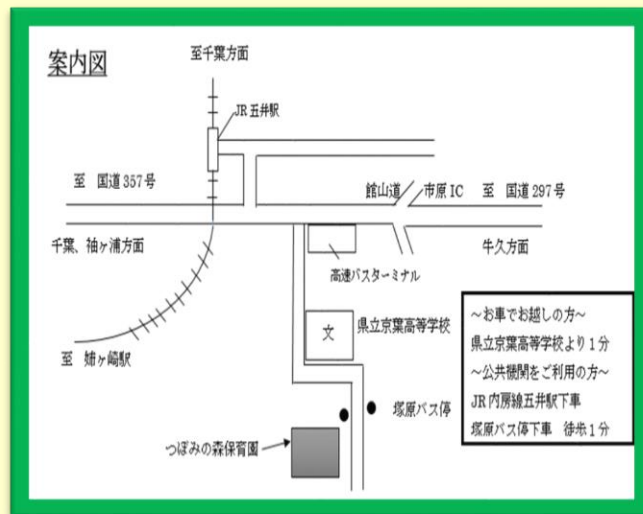 案内図
至千葉方面
JR五井駅
至 国道357号
館山道
市原IC
至 国道297号
千葉、袖ヶ浦方面
牛久方面
高速バスターミナル
文
県立京葉高等学校
至 姉ヶ崎駅
塚原バス停
つぼみの森保育園
～お車でお越しの方～
県立京葉高等学校より1分
～公共機関をご利用の方～
JR内房線五井駅下車
塚原バス停下車 徒歩1分